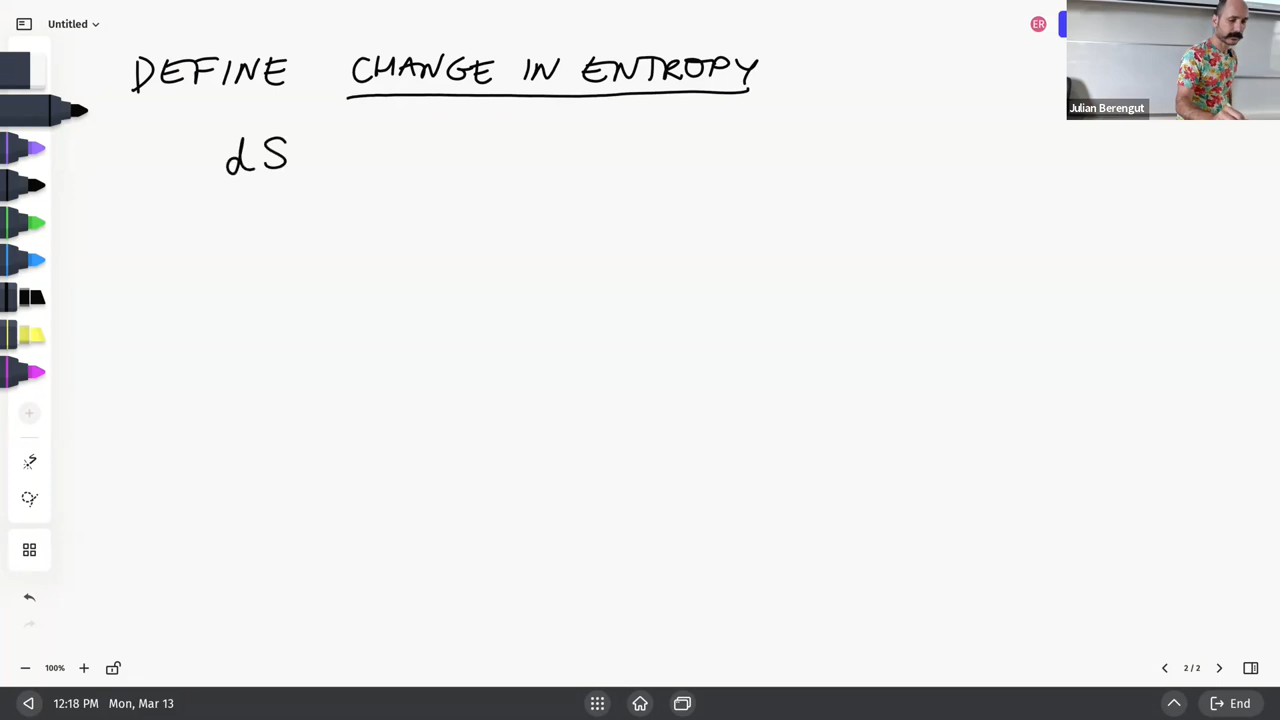 Untitled
ER
DEFINE CHANGE IN ENTROPY
Julian Berengut
dS
100%
2/2
12:18 PM Mon, Mar 13
End